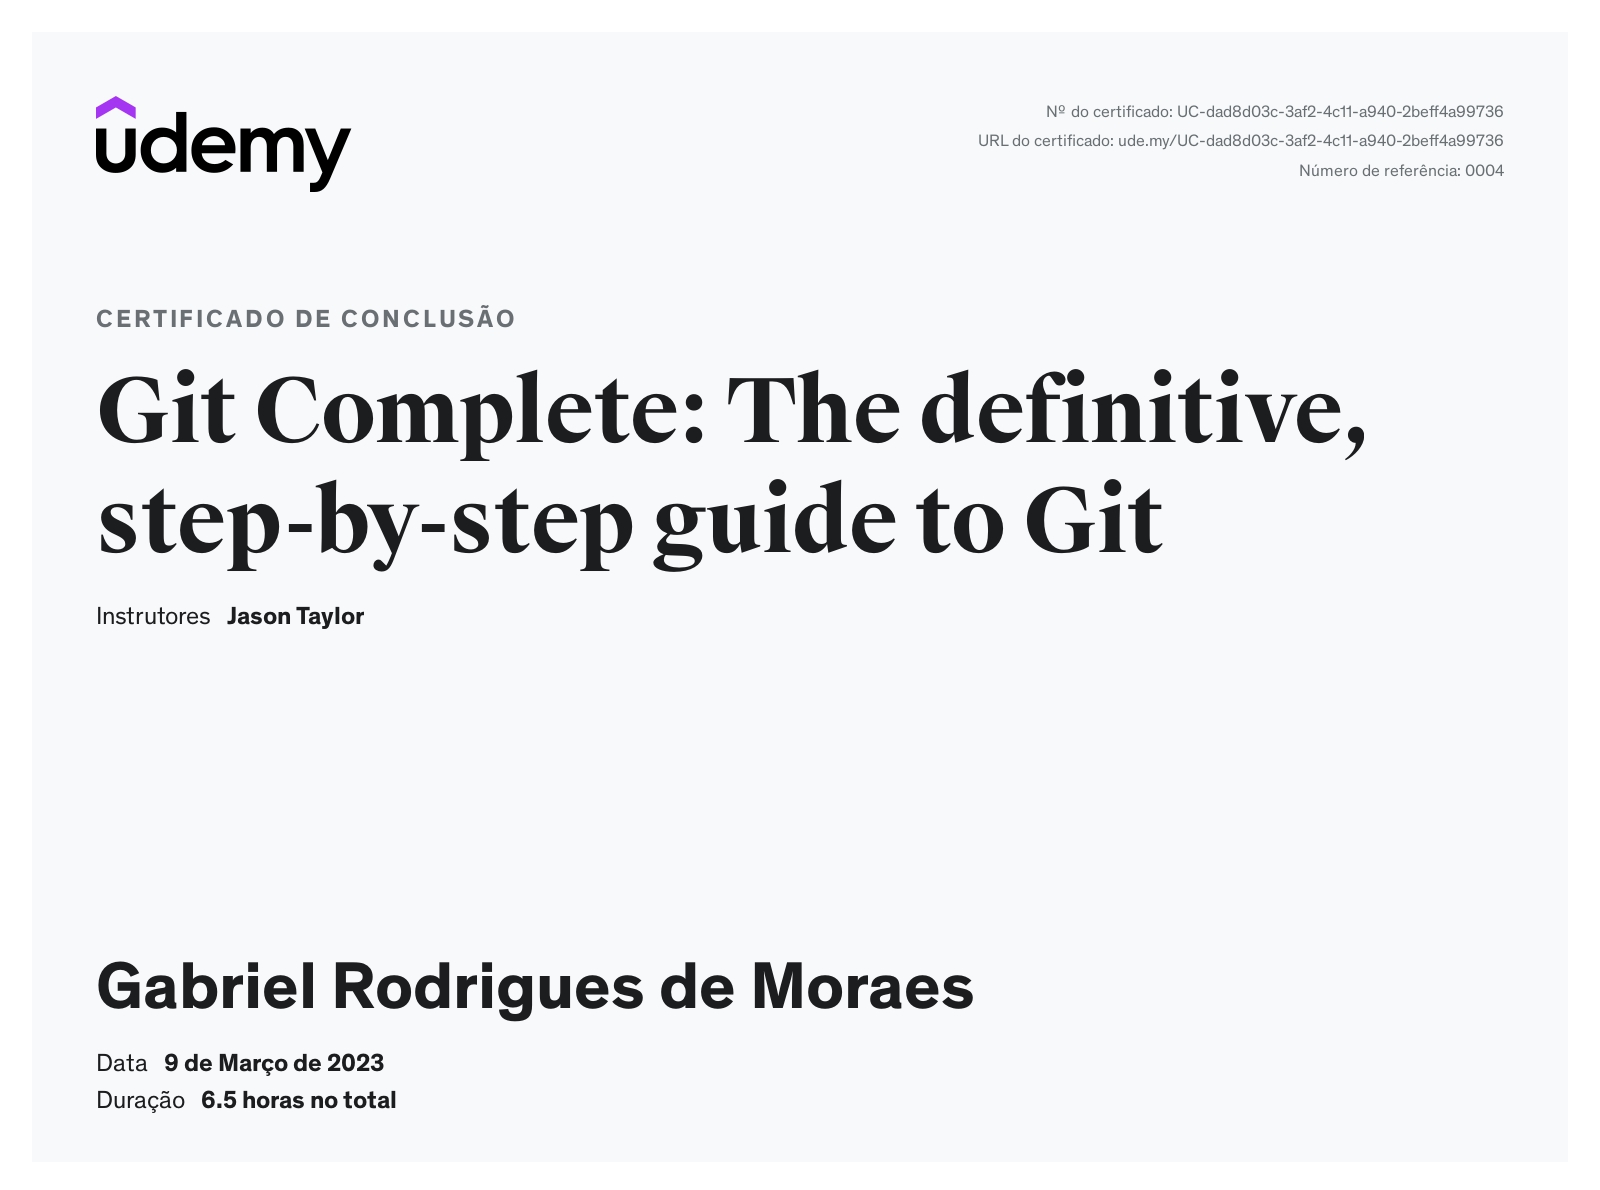 udemy
Nº do certificado: UC-dad8d03c-3af2-4c11-a940-2beff4a99736
URL do certificado: ude.my/UC-dad8d03c-3af2-4c11-a940-2beff4a99736
Número de referência: 0004
CERTIFICADO DE CONCLUSÃO
Git Complete: The definitive,
step-by-step guide to Git
Instrutores Jason Taylor
Gabriel Rodrigues de Moraes
Data 9 de Março de 2023
Duração 6.5 horas no total